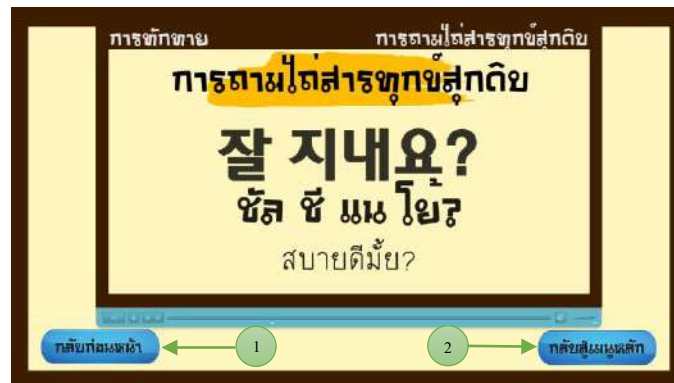 การทักทาย การถามไถ่สารทุกข์สุกดิบ
การถามไถ่สารทุกข์สุกดิบ
잘 지내요?
ชัล ชี แน โย้?
สบายดีมั้ย?
กลับก่อนหน้า 1 2 กลับสู่เมนูหลัก